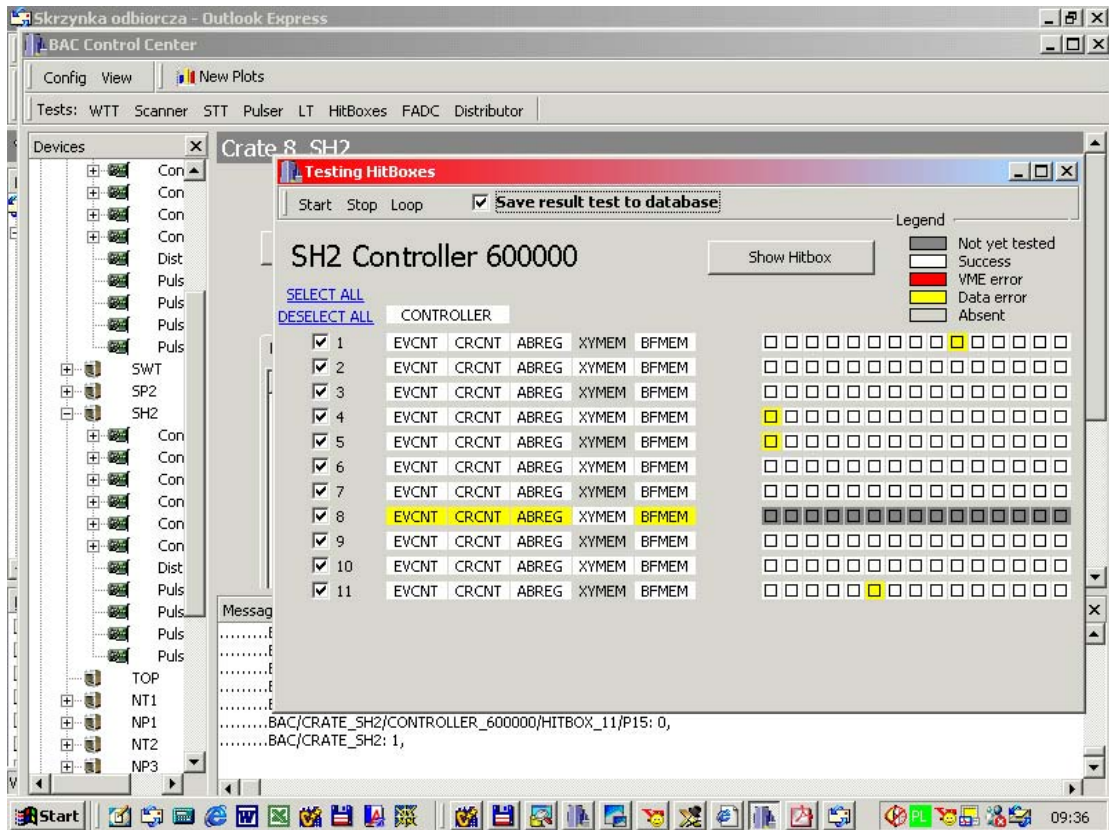 Skrzynka odbiorcza - Outlook Express
BAC Control Center
Config View New Plots
Tests: WTT Scanner STT Pulser LT HitBoxes FADC Distributor
Devices
Con
Con
Con
Con
Dist
Puls
Puls
Puls
Puls
SWT
SP2
SH2
Con
Con
Con
Con
Con
Con
Dist
Puls
Puls
Puls
Puls
TOP
NT1
NP1
NT2
NP3
Crate 8 SH2
Testing HitBoxes
Start Stop Loop Save result test to database
Legend
Not yet tested
Success
VME error
Data error
Absent
SH2 Controller 600000
Show Hitbox
SELECT ALL
DESELECT ALL CONTROLLER
1 EVCNT CRCNT ABREG XYMEM BFMEM
2 EVCNT CRCNT ABREG XYMEM BFMEM
3 EVCNT CRCNT ABREG XYMEM BFMEM
4 EVCNT CRCNT ABREG XYMEM BFMEM
5 EVCNT CRCNT ABREG XYMEM BFMEM
6 EVCNT CRCNT ABREG XYMEM BFMEM
7 EVCNT CRCNT ABREG XYMEM BFMEM
8 EVCNT CRCNT ABREG XYMEM BFMEM
9 EVCNT CRCNT ABREG XYMEM BFMEM
10 EVCNT CRCNT ABREG XYMEM BFMEM
11 EVCNT CRCNT ABREG XYMEM BFMEM
Messag
.........BAC/CRATE_SH2/CONTROLLER_600000/HITBOX_11/P15: 0,
.........BAC/CRATE_SH2: 1,
Start PL 09:36